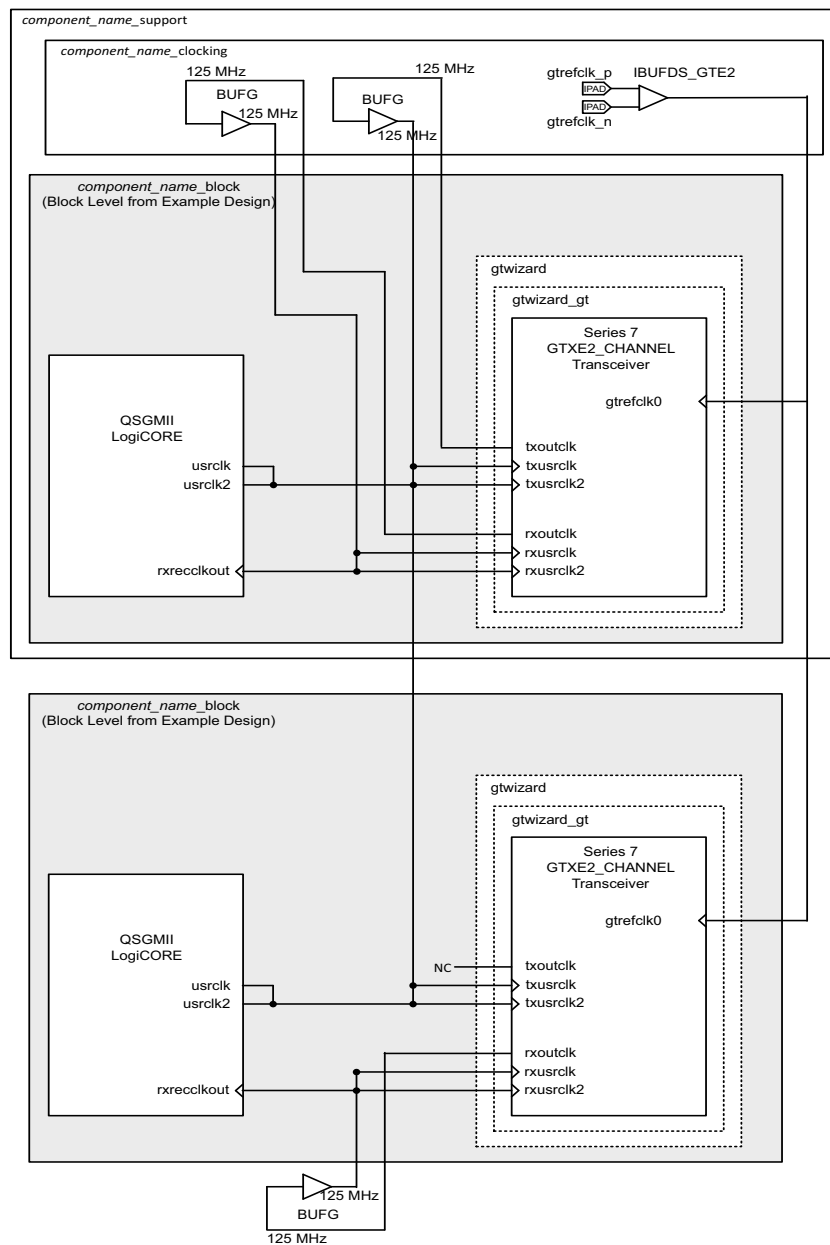 component_name_support
component_name_clocking
125 MHz
BUFG
125 MHz
125 MHz
BUFG
125 MHz
gtrefclk_p
IPAD
IPAD
gtrefclk_n
IBUFDS_GTE2
component_name_block
(Block Level from Example Design)
gtwizard
gtwizard_gt
Series 7
GTXE2_CHANNEL
Transceiver
gtrefclk0
QSGMII
LogiCORE
usrclk
usrclk2
rxrecclkout
txoutclk
txusrclk
txusrclk2
rxoutclk
rxusrclk
rxusrclk2
component_name_block
(Block Level from Example Design)
gtwizard
gtwizard_gt
Series 7
GTXE2_CHANNEL
Transceiver
gtrefclk0
QSGMII
LogiCORE
usrclk
usrclk2
rxrecclkout
NC
txoutclk
txusrclk
txusrclk2
rxoutclk
rxusrclk
rxusrclk2
125 MHz
BUFG
125 MHz